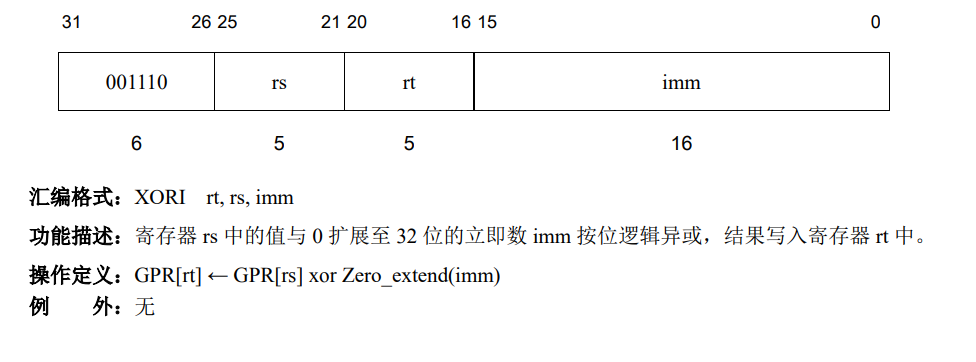 31 26 25 21 20 16 15 0
001110 rs rt imm
6 5 5 16
汇编格式：XORI rt, rs, imm
功能描述：寄存器 rs 中的值与 0 扩展至 32 位的立即数 imm 按位逻辑异或，结果写入寄存器 rt 中。
操作定义：GPR[rt] ← GPR[rs] xor Zero_extend(imm)
例 外：无